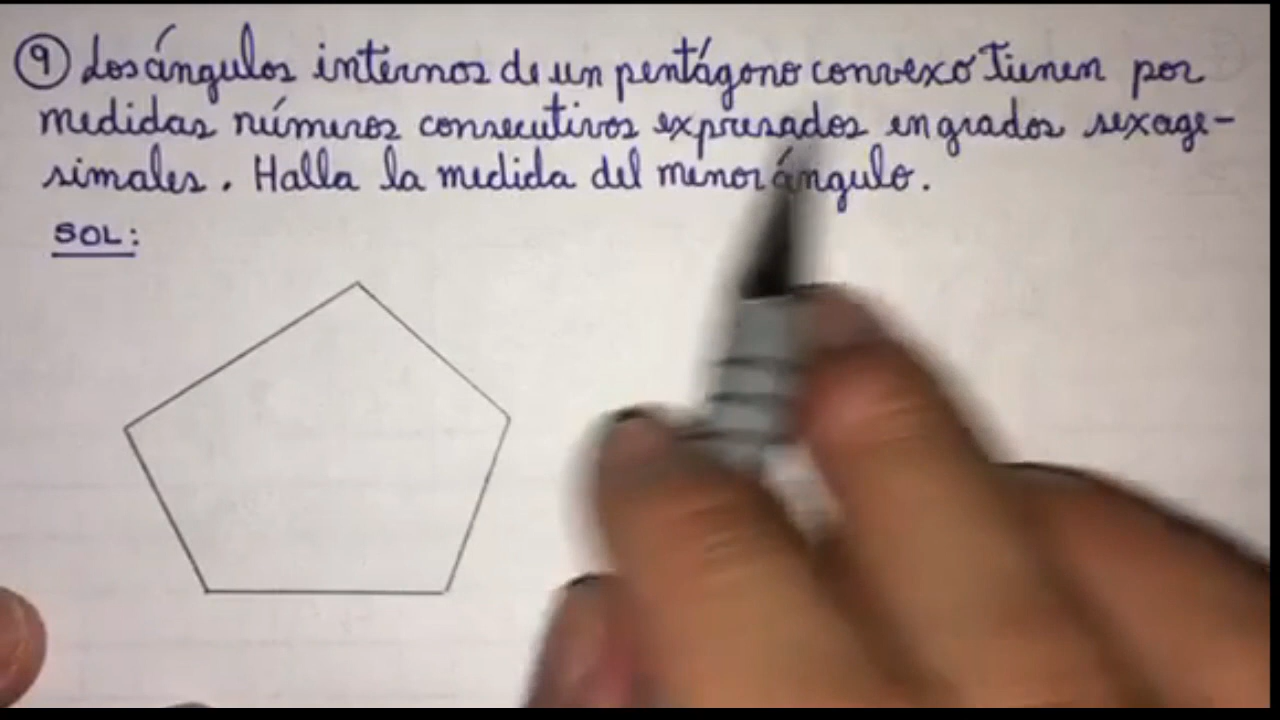 9 Los ángulos internos de un pentágono convexo tienen por
medidas números consecutivos expresados en grados sexage-
simales. Halla la medida del menor ángulo.
SOL: